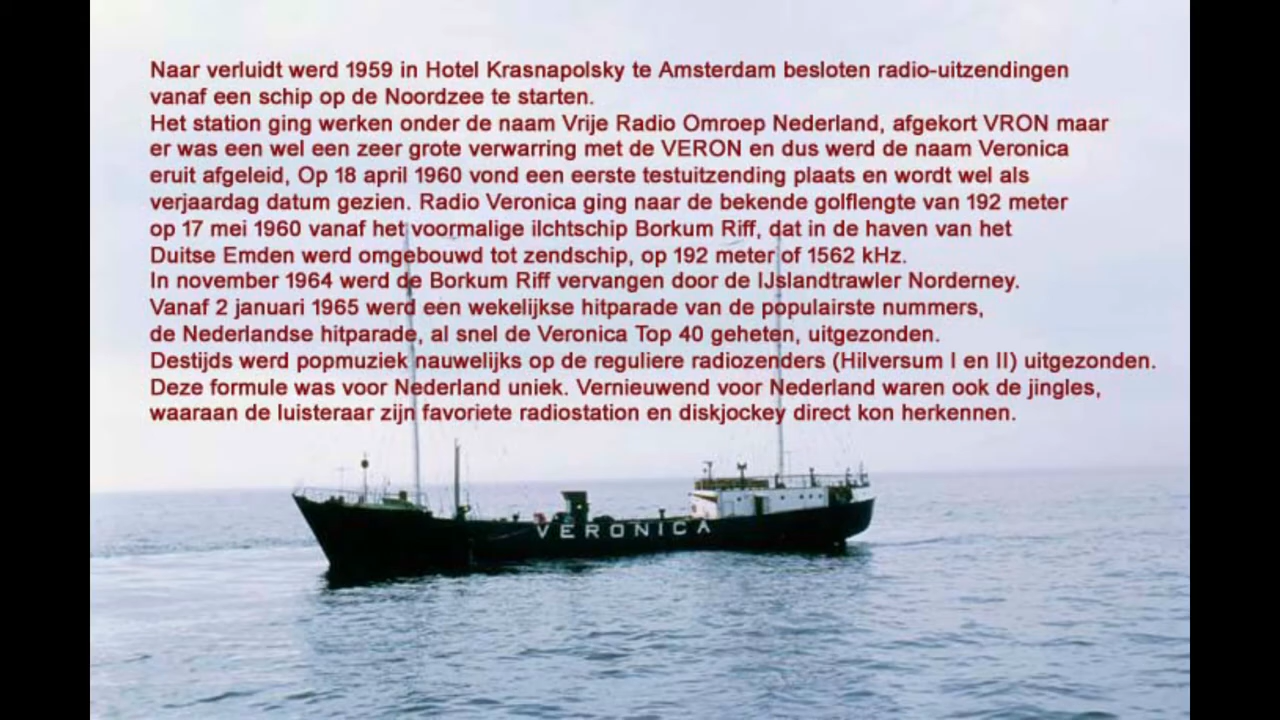 Naar verluidt werd 1959 in Hotel Krasnapolsky te Amsterdam besloten radio-uitzendingen
vanaf een schip op de Noordzee te starten.
Het station ging werken onder de naam Vrije Radio Omroep Nederland, afgekort VRON maar
er was een wel een zeer grote verwarring met de VERON en dus werd de naam Veronica
eruit afgeleid, Op 18 april 1960 vond een eerste testuitzending plaats en wordt wel als
verjaardag datum gezien. Radio Veronica ging naar de bekende golflengte van 192 meter
op 17 mei 1960 vanaf het voormalige ilchtschip Borkum Riff, dat in de haven van het
Duitse Emden werd omgebouwd tot zendschip, op 192 meter of 1562 kHz.
In november 1964 werd de Borkum Riff vervangen door de IJslandtrawler Norderney.
Vanaf 2 januari 1965 werd een wekelijkse hitparade van de populairste nummers,
de Nederlandse hitparade, al snel de Veronica Top 40 geheten, uitgezonden.
Destijds werd popmuziek nauwelijks op de reguliere radiozenders (Hilversum I en II) uitgezonden.
Deze formule was voor Nederland uniek. Vernieuwend voor Nederland waren ook de jingles,
waaraan de luisteraar zijn favoriete radiostation en diskjockey direct kon herkennen.
VERONICA